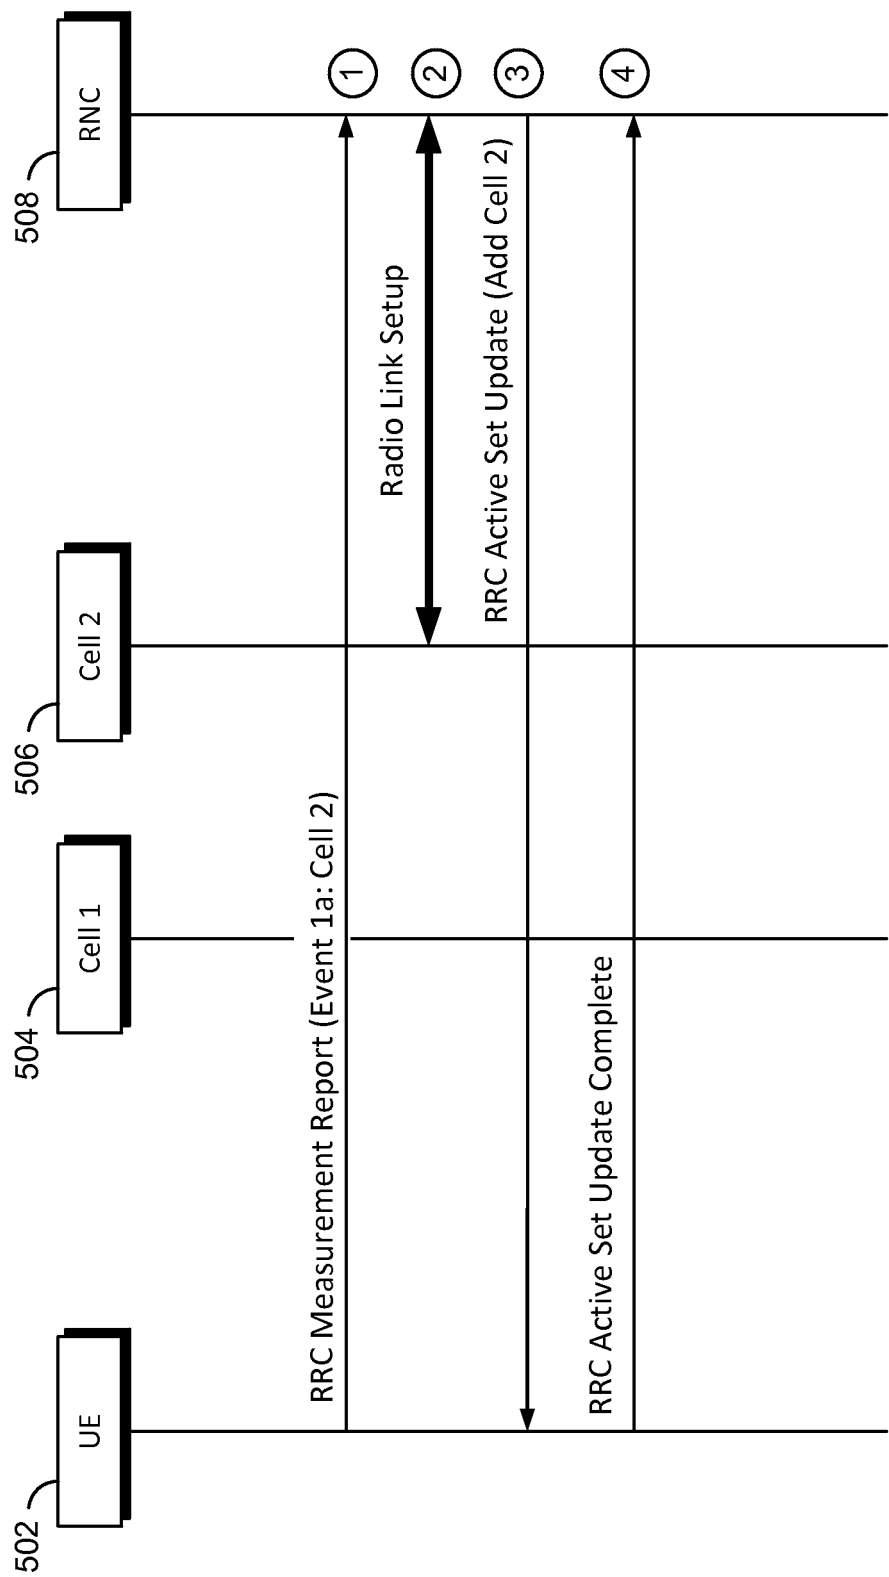 502
504
506
508
UE
Cell 1
Cell 2
RNC
RRC Measurement Report (Event 1a: Cell 2)
1
Radio Link Setup
2
RRC Active Set Update (Add Cell 2)
3
RRC Active Set Update Complete
4